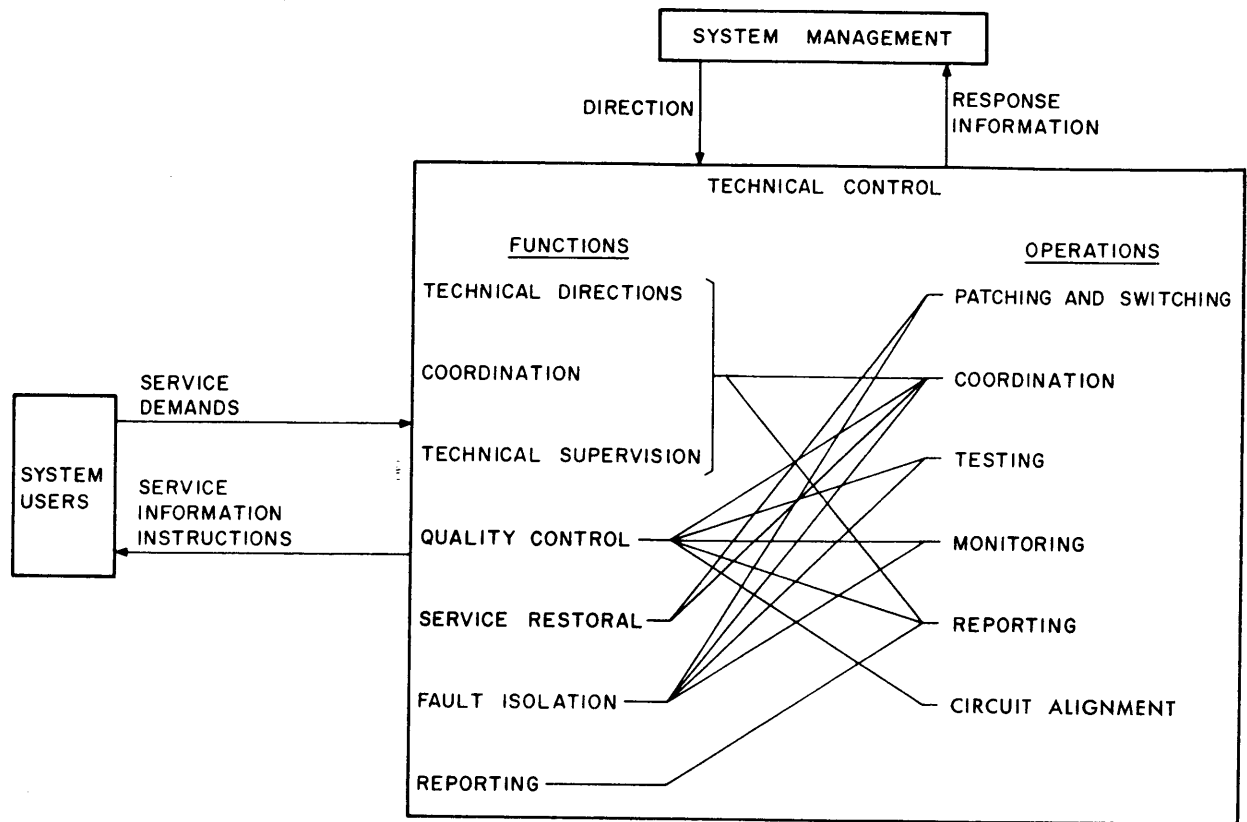 SYSTEM MANAGEMENT
DIRECTION
RESPONSE
INFORMATION
TECHNICAL CONTROL
FUNCTIONS
OPERATIONS
TECHNICAL DIRECTIONS
PATCHING AND SWITCHING
COORDINATION
COORDINATION
TECHNICAL SUPERVISION
TESTING
QUALITY CONTROL
MONITORING
SERVICE RESTORAL
REPORTING
FAULT ISOLATION
CIRCUIT ALIGNMENT
REPORTING
SERVICE
DEMANDS
SYSTEM
USERS
SERVICE
INFORMATION
INSTRUCTIONS